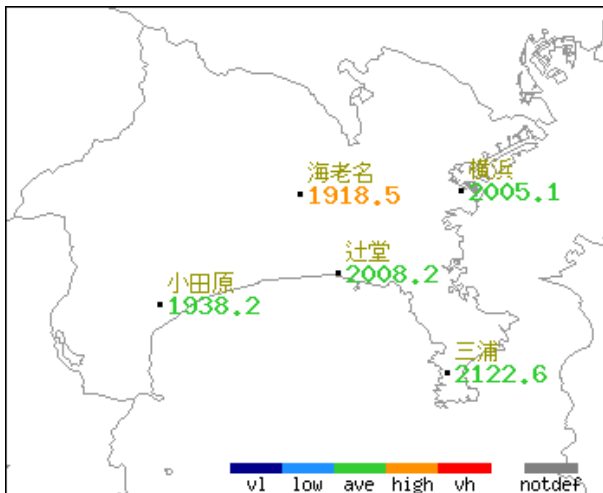 海老名
1918.5
横浜
2005.1
辻堂
2008.2
小田原
1938.2
三浦
2122.6
vl low ave high vh notdef